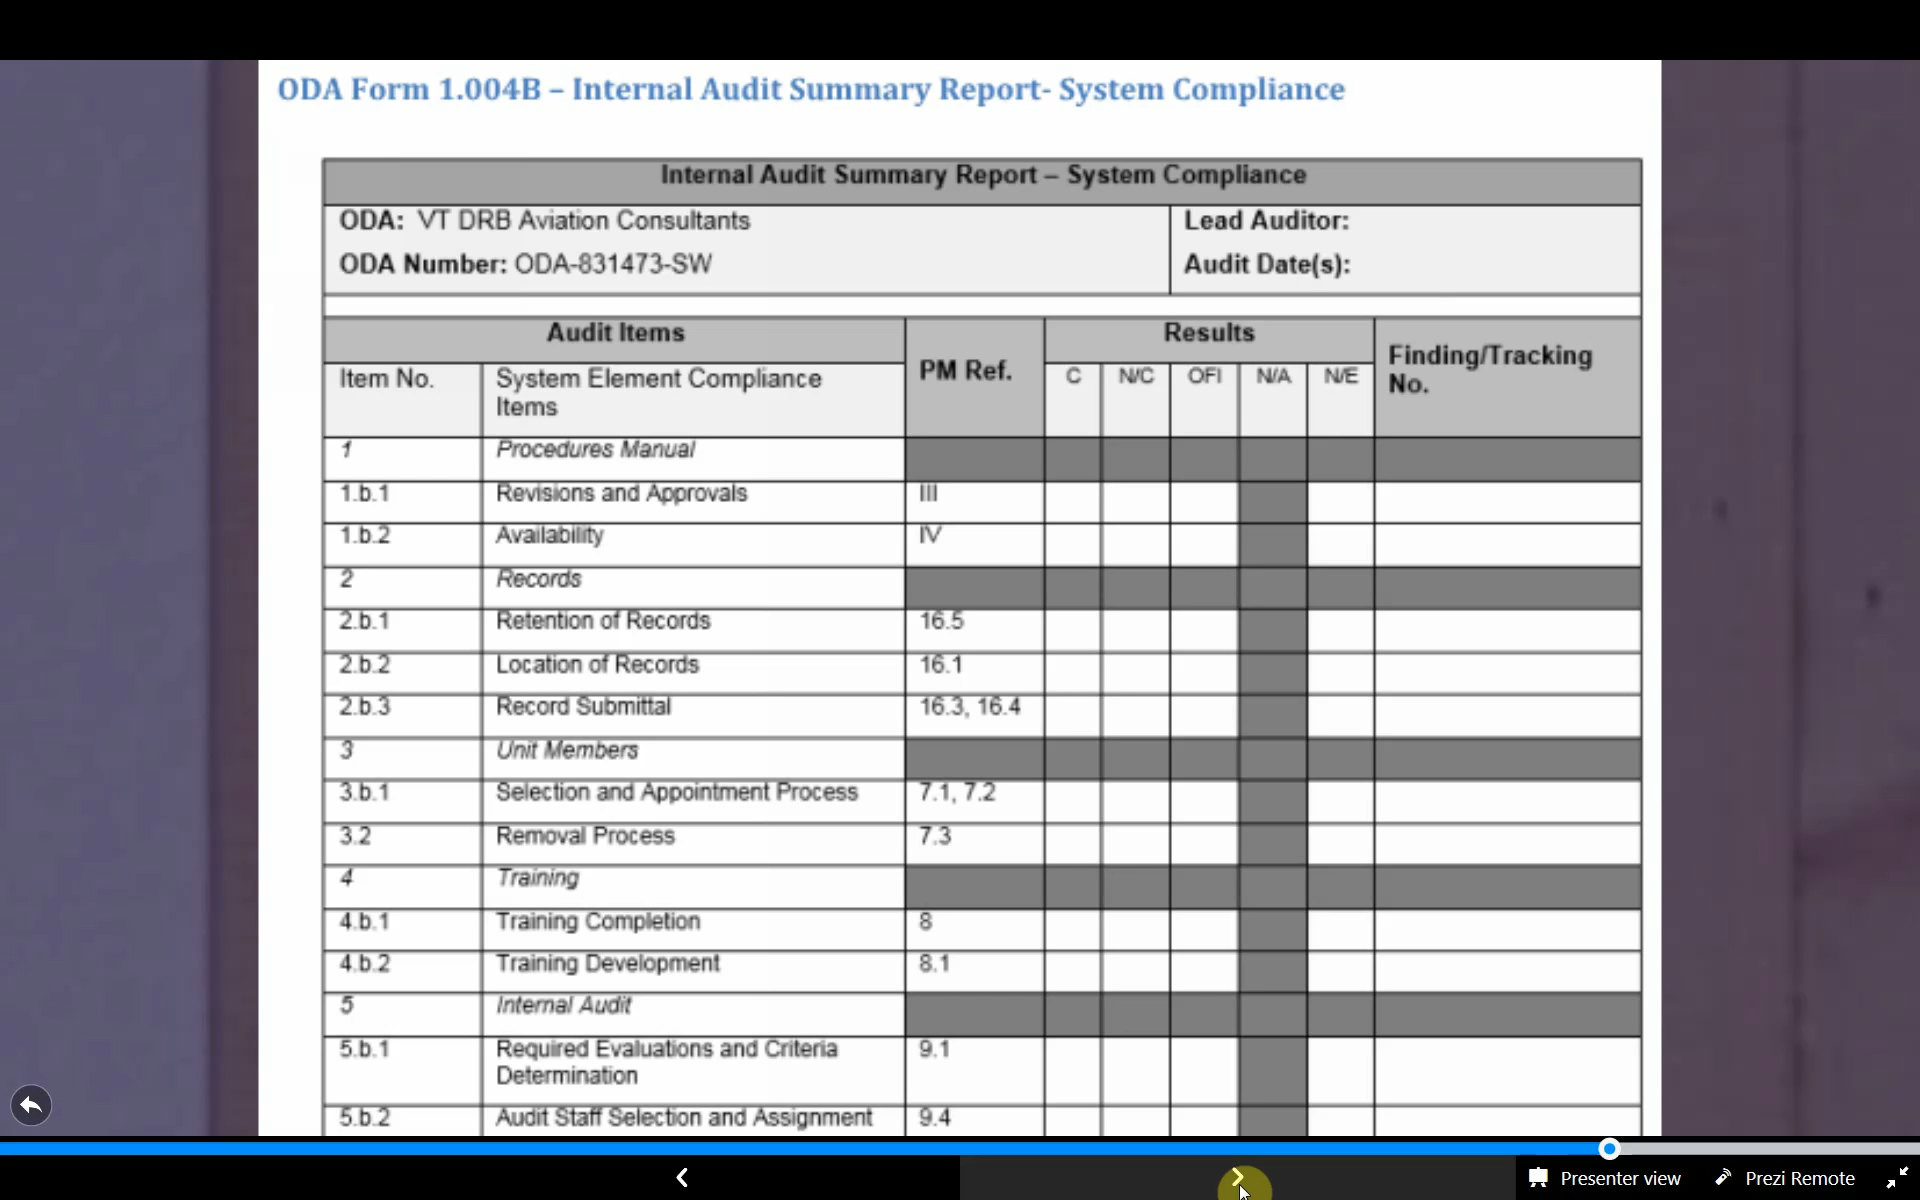 ODA Form 1.004B – Internal Audit Summary Report- System Compliance
Internal Audit Summary Report – System Compliance
ODA: VT DRB Aviation Consultants
Lead Auditor:
ODA Number: ODA-831473-SW
Audit Date(s):
Audit Items
PM Ref.
Results
Finding/Tracking
No.
Item No.
System Element Compliance
Items
C N/C OFI N/A N/E
1 Procedures Manual
1.b.1 Revisions and Approvals III
1.b.2 Availability IV
2 Records
2.b.1 Retention of Records 16.5
2.b.2 Location of Records 16.1
2.b.3 Record Submittal 16.3, 16.4
3 Unit Members
3.b.1 Selection and Appointment Process 7.1, 7.2
3.2 Removal Process 7.3
4 Training
4.b.1 Training Completion 8
4.b.2 Training Development 8.1
5 Internal Audit
5.b.1 Required Evaluations and Criteria 9.1
Determination
5.b.2 Audit Staff Selection and Assignment 9.4
Presenter view Prezi Remote